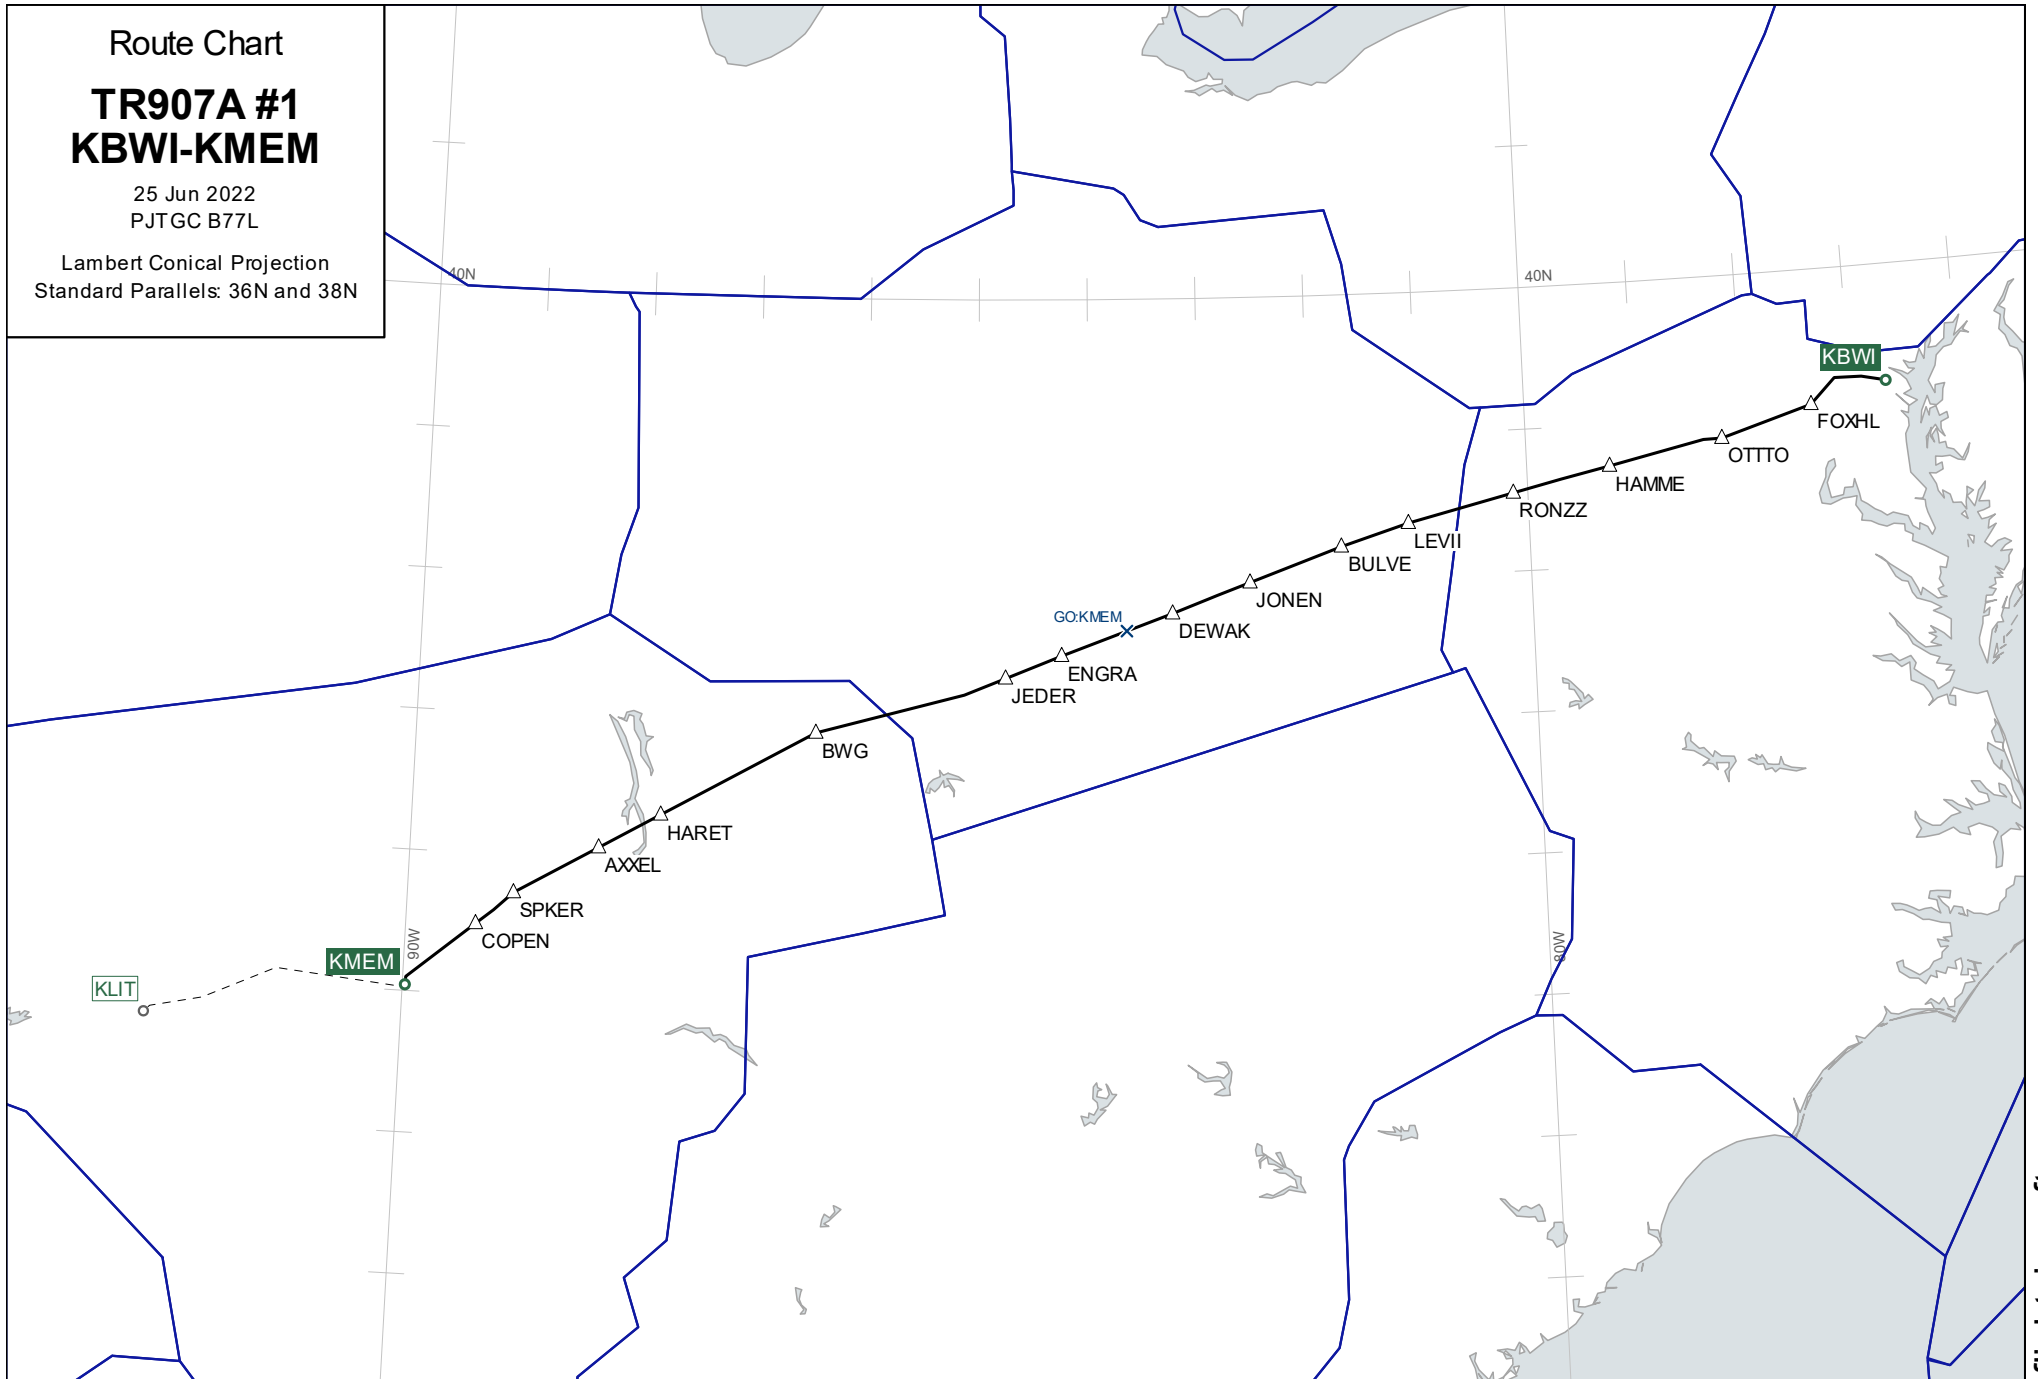 Route Chart
TR907A #1
KBWI-KMEM
25 Jun 2022
PJTGC B77L
Lambert Conical Projection
Standard Parallels: 36N and 38N
40N
40N
KBWI
FOXHL
OTTTO
HAMME
RONZZ
LEVII
BULVE
JONEN
GO:KMEM
DEWAK
ENGRA
JEDER
BWG
HARET
AXXEL
SPKER
COPEN
90W
80W
KMEM
KLIT